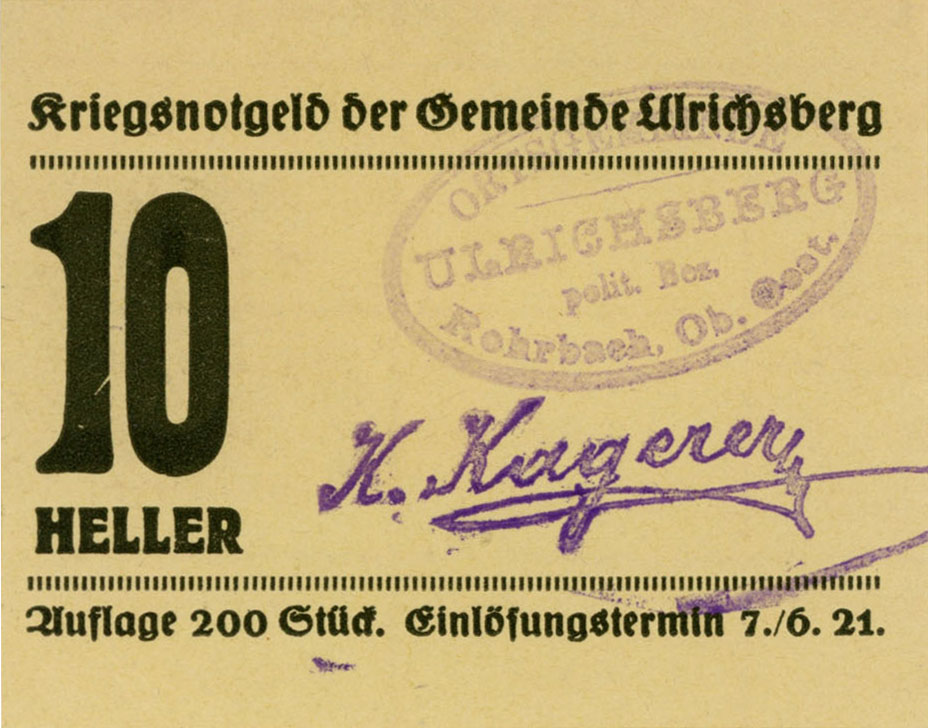 Kriegsnotgeld der Gemeinde Ulrichsberg
ORTSGEMEINDE
ULRICHSBERG
polit. Bez.
Rohrbach, Ob. Oest.
10
HELLER
K. Kagerer
Auflage 200 Stück. Einlösungstermin 7./6. 21.